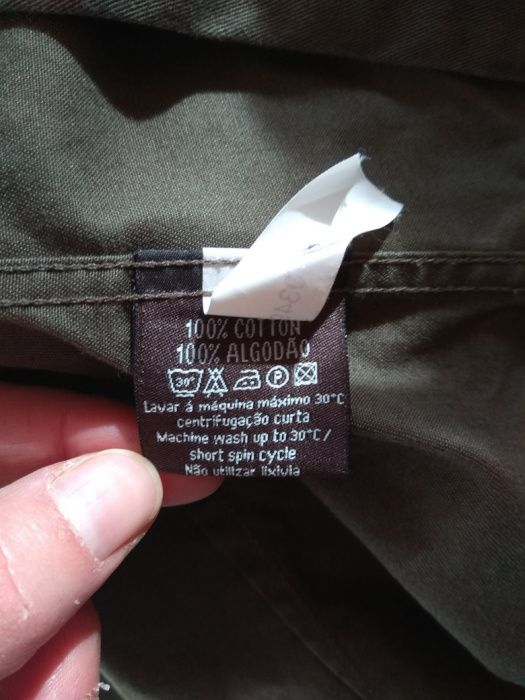 100% COTTON
100% ALGODÃO
30° P
Lavar á máquina máximo 30°C
centrifugação curta
Machine wash up to 30°C /
short spin cycle
Não utilizar lixívia